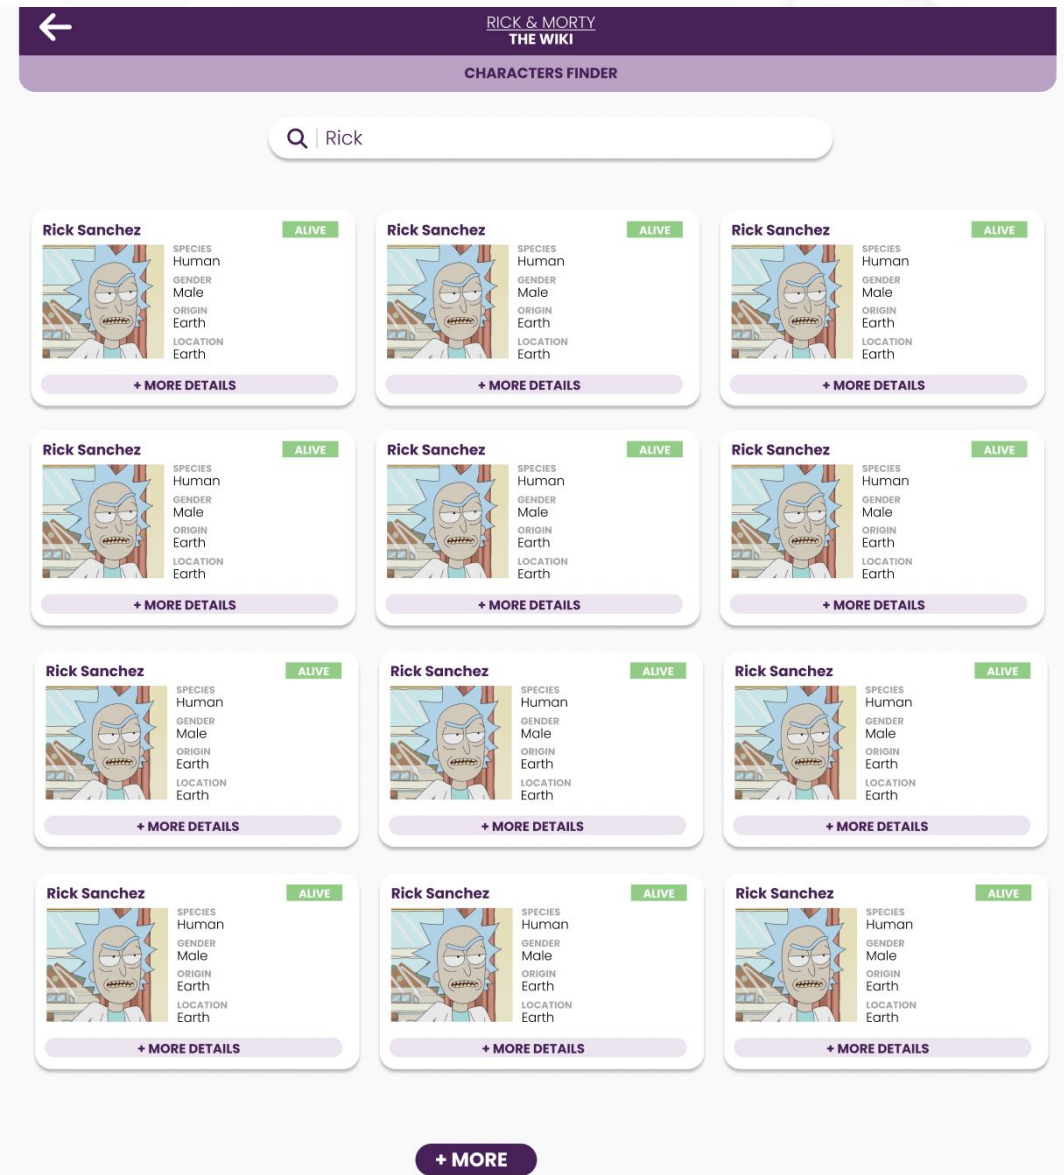 RICK & MORTY
THE WIKI
CHARACTERS FINDER
Rick
Rick Sanchez
ALIVE
SPECIES
Human
GENDER
Male
ORIGIN
Earth
LOCATION
Earth
+ MORE DETAILS
Rick Sanchez
ALIVE
SPECIES
Human
GENDER
Male
ORIGIN
Earth
LOCATION
Earth
+ MORE DETAILS
Rick Sanchez
ALIVE
SPECIES
Human
GENDER
Male
ORIGIN
Earth
LOCATION
Earth
+ MORE DETAILS
Rick Sanchez
ALIVE
SPECIES
Human
GENDER
Male
ORIGIN
Earth
LOCATION
Earth
+ MORE DETAILS
Rick Sanchez
ALIVE
SPECIES
Human
GENDER
Male
ORIGIN
Earth
LOCATION
Earth
+ MORE DETAILS
Rick Sanchez
ALIVE
SPECIES
Human
GENDER
Male
ORIGIN
Earth
LOCATION
Earth
+ MORE DETAILS
Rick Sanchez
ALIVE
SPECIES
Human
GENDER
Male
ORIGIN
Earth
LOCATION
Earth
+ MORE DETAILS
Rick Sanchez
ALIVE
SPECIES
Human
GENDER
Male
ORIGIN
Earth
LOCATION
Earth
+ MORE DETAILS
Rick Sanchez
ALIVE
SPECIES
Human
GENDER
Male
ORIGIN
Earth
LOCATION
Earth
+ MORE DETAILS
Rick Sanchez
ALIVE
SPECIES
Human
GENDER
Male
ORIGIN
Earth
LOCATION
Earth
+ MORE DETAILS
Rick Sanchez
ALIVE
SPECIES
Human
GENDER
Male
ORIGIN
Earth
LOCATION
Earth
+ MORE DETAILS
Rick Sanchez
ALIVE
SPECIES
Human
GENDER
Male
ORIGIN
Earth
LOCATION
Earth
+ MORE DETAILS
+ MORE